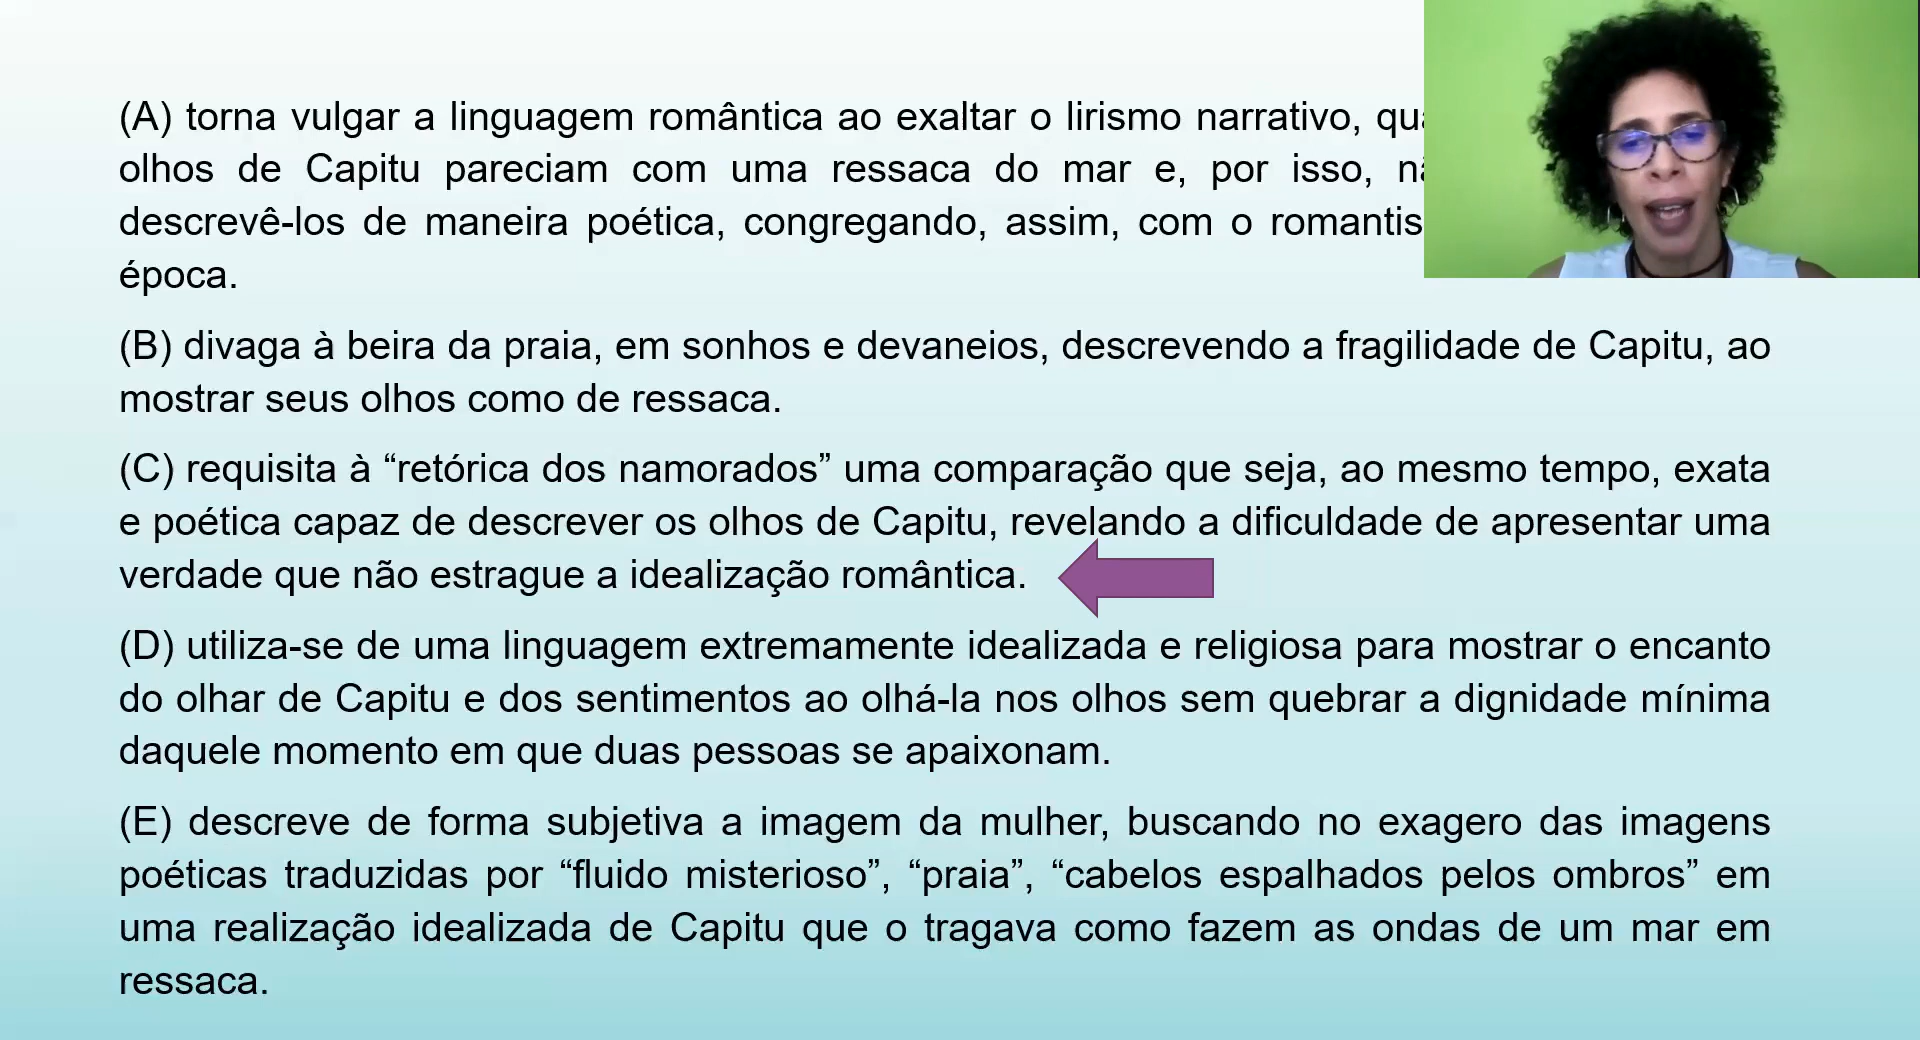 (A) torna vulgar a linguagem romântica ao exaltar o lirismo narrativo,
olhos de Capitu pareciam com uma ressaca do mar e, por isso,
descrevê-los de maneira poética, congregando, assim, com o
época.
(B) divaga à beira da praia, em sonhos e devaneios, descrevendo a fragilidade de Capitu, ao
mostrar seus olhos como de ressaca.
(C) requisita à “retórica dos namorados” uma comparação que seja, ao mesmo tempo, exata
e poética capaz de descrever os olhos de Capitu, revelando a dificuldade de apresentar uma
verdade que não estrague a idealização romântica.
(D) utiliza-se de uma linguagem extremamente idealizada e religiosa para mostrar o encanto
do olhar de Capitu e dos sentimentos ao olhá-la nos olhos sem quebrar a dignidade mínima
daquele momento em que duas pessoas se apaixonam.
(E) descreve de forma subjetiva a imagem da mulher, buscando no exagero das imagens
poéticas traduzidas por “fluido misterioso”, “praia”, “cabelos espalhados pelos ombros” em
uma realização idealizada de Capitu que o tragava como fazem as ondas de um mar em
ressaca.